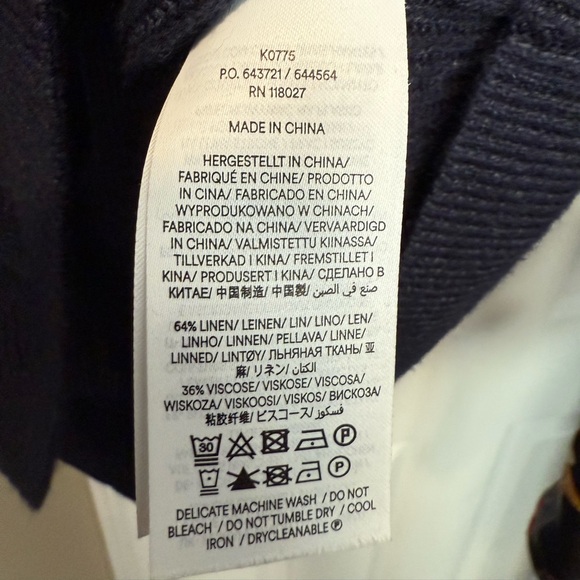 K0775
P.O. 643721 / 644564
RN 118027
MADE IN CHINA
HERGESTELLT IN CHINA/
FABRIQUÉ EN CHINE/ PRODOTTO
IN CINA/ FABRICADO EN CHINA/
WYPRODUKOWANO W CHINACH/
FABRICADO NA CHINA/ VERVAARDIGD
IN CHINA/ VALMISTETTU KIINASSA/
TILLVERKAD I KINA/ FREMSTILLET I
KINA/ PRODUSERT I KINA/ СДЕЛАНО В
КИТАЕ/ 中国制造/ 中国製/ صنع في الصين
64% LINEN/ LEINEN/ LIN/ LINO/ LEN/
LINHO/ LINNEN/ PELLAVA/ LINNE/
LINNED/ LINTØY/ ЛЬНЯНАЯ ТКАНЬ/ 亚
麻/ リネン/ الكتان
36% VISCOSE/ VISKOSE/ VISCOSA/
WISKOZA/ VISKOOSI/ VISKOS/ ВИСКОЗА/
粘胶纤维/ ビスコース/ فسكوز
30 P
P
DELICATE MACHINE WASH / DO NOT
BLEACH / DO NOT TUMBLE DRY / COOL
IRON / DRYCLEANABLE Ⓟ